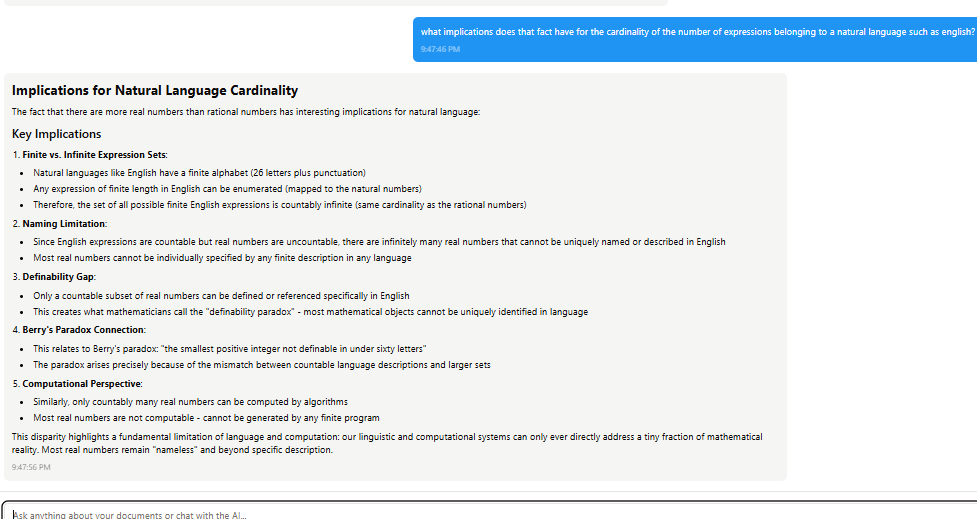 what implications does that fact have for the cardinality of the number of expressions belonging to a natural language such as english?
9:47:46 PM
Implications for Natural Language Cardinality
The fact that there are more real numbers than rational numbers has interesting implications for natural language:
Key Implications
1. Finite vs. Infinite Expression Sets:
• Natural languages like English have a finite alphabet (26 letters plus punctuation)
• Any expression of finite length in English can be enumerated (mapped to the natural numbers)
• Therefore, the set of all possible finite English expressions is countably infinite (same cardinality as the rational numbers)
2. Naming Limitation:
• Since English expressions are countable but real numbers are uncountable, there are infinitely many real numbers that cannot be uniquely named or described in English
• Most real numbers cannot be individually specified by any finite description in any language
3. Definability Gap:
• Only a countable subset of real numbers can be defined or referenced specifically in English
• This creates what mathematicians call the "definability paradox" - most mathematical objects cannot be uniquely identified in language
4. Berry's Paradox Connection:
• This relates to Berry's paradox: "the smallest positive integer not definable in under sixty letters"
• The paradox arises precisely because of the mismatch between countable language descriptions and larger sets
5. Computational Perspective:
• Similarly, only countably many real numbers can be computed by algorithms
• Most real numbers are not computable - cannot be generated by any finite program
This disparity highlights a fundamental limitation of language and computation: our linguistic and computational systems can only ever directly address a tiny fraction of mathematical
reality. Most real numbers remain "nameless" and beyond specific description.
9:47:56 PM
Ask anything about your documents or chat with the AI...